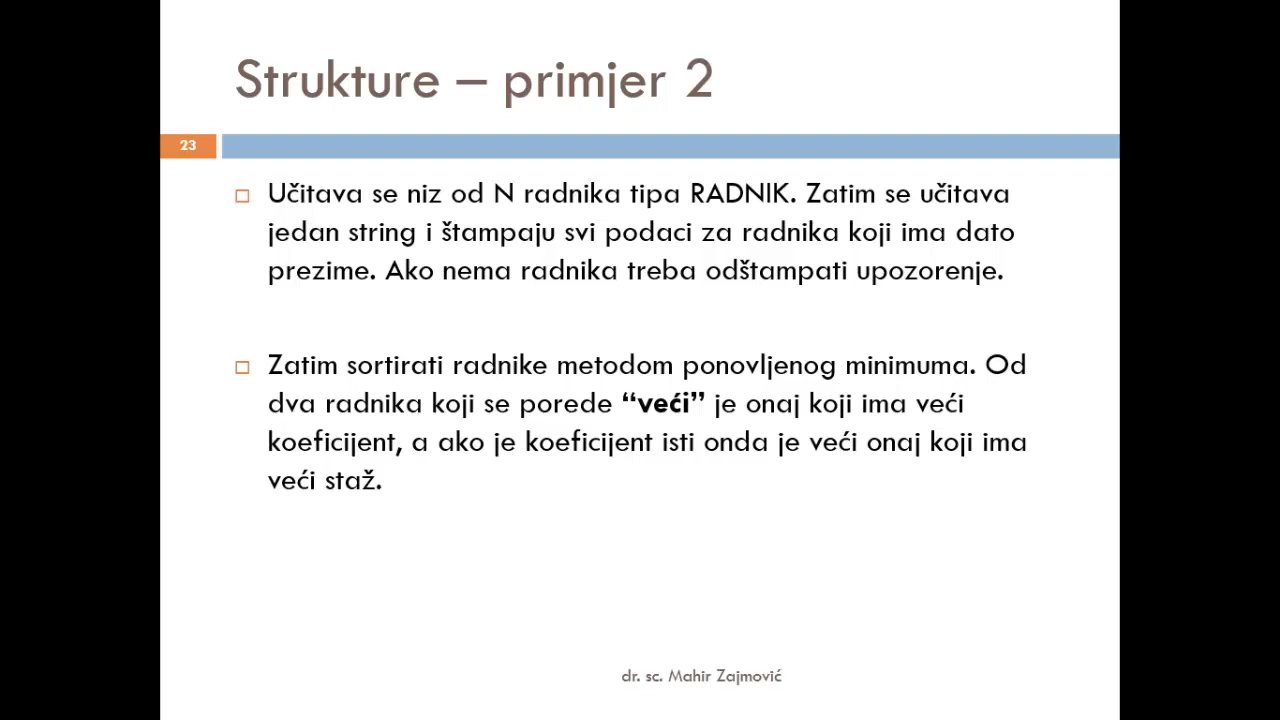 Strukture – primjer 2
23
Učitava se niz od N radnika tipa RADNIK. Zatim se učitava
jedan string i štampaju svi podaci za radnika koji ima dato
prezime. Ako nema radnika treba odštampati upozorenje.
Zatim sortirati radnike metodom ponovljenog minimuma. Od
dva radnika koji se porede “veći” je onaj koji ima veći
koeficijent, a ako je koeficijent isti onda je veći onaj koji ima
veći staž.
dr. sc. Mahir Zajmović